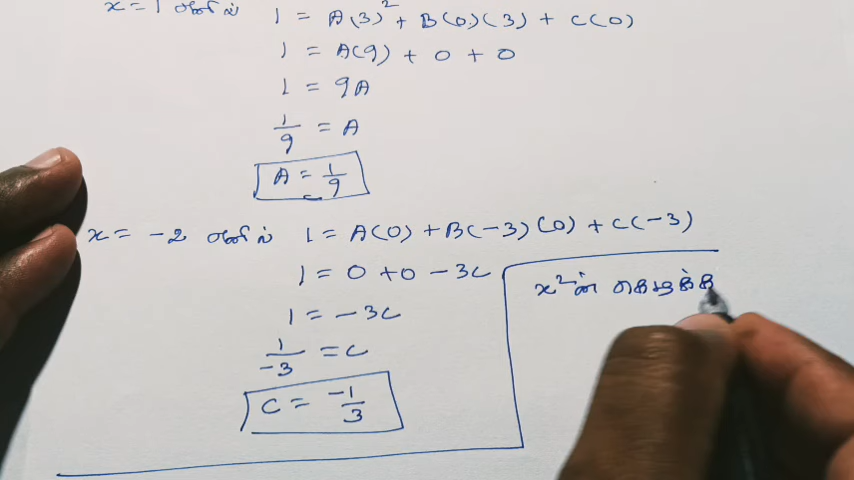 x = 1 எனில் 1 = A(3)² + B(0)(3) + C(0)
1 = A(9) + 0 + 0
1 = 9A
1/9 = A
A = 1/9
x = -2 எனில் 1 = A(0) + B(-3)(0) + C(-3)
1 = 0 + 0 - 3C
1 = -3C
1/-3 = C
C = -1/3
x² ன்